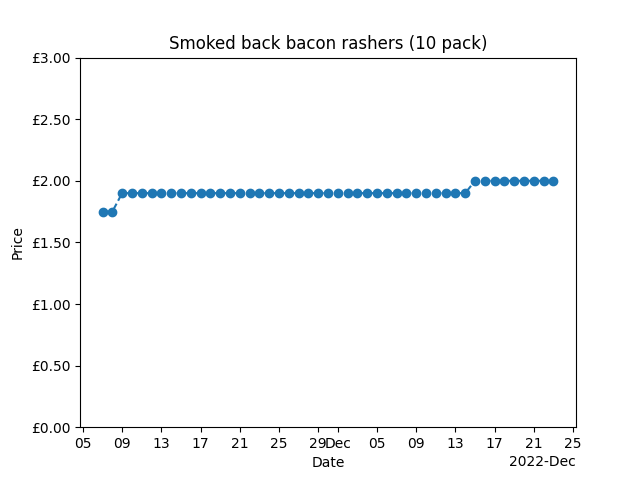 Smoked back bacon rashers (10 pack)
£3.00
£2.50
£2.00
£1.50
£1.00
£0.50
£0.00
Price
05 09 13 17 21 25 29 Dec 05 09 13 17 21 25
Date
2022-Dec